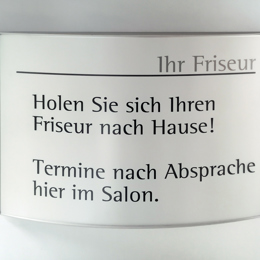 Ihr Friseur
Holen Sie sich Ihren
Friseur nach Hause!
Termine nach Absprache
hier im Salon.